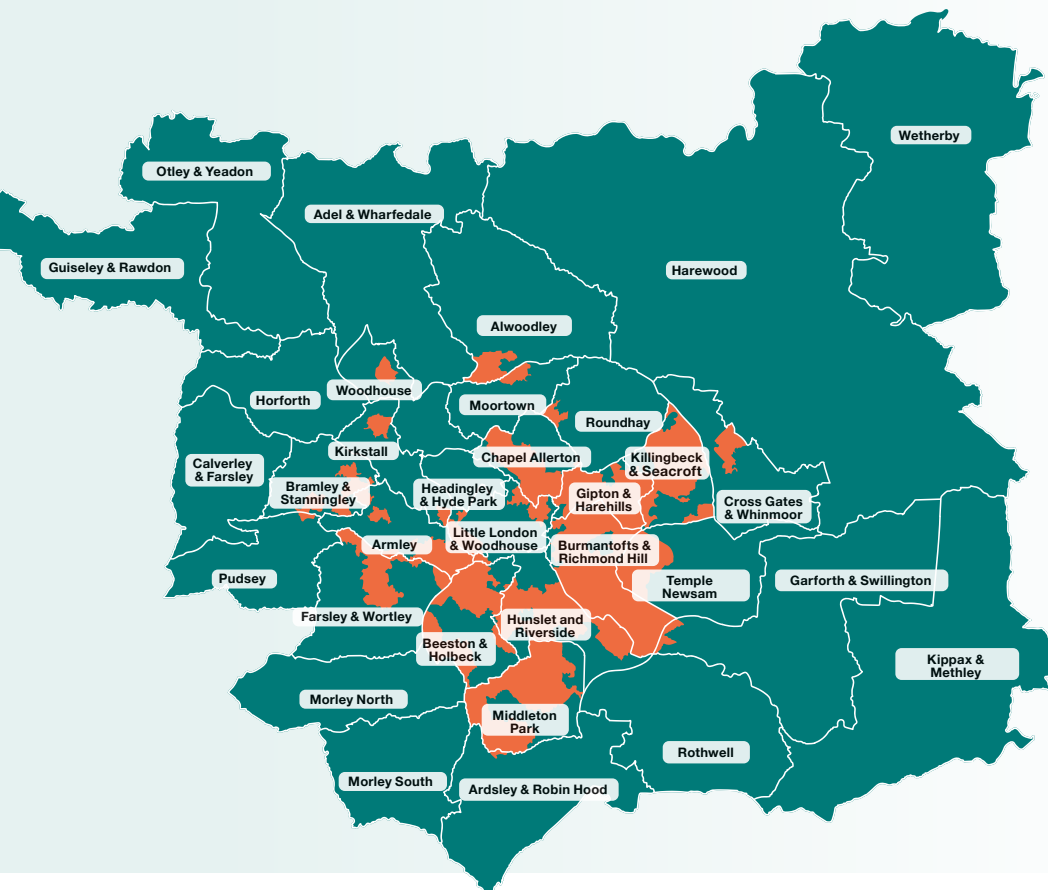 Wetherby
Otley & Yeadon
Adel & Wharfedale
Guiseley & Rawdon
Harewood
Alwoodley
Woodhouse
Horforth
Moortown
Roundhay
Kirkstall
Chapel Allerton
Killingbeck
& Seacroft
Calverley
& Farsley
Bramley &
Stanningley
Headingley
& Hyde Park
Gipton &
Harehills
Cross Gates
& Whinmoor
Little London
& Woodhouse
Armley
Burmantofts &
Richmond Hill
Pudsey
Temple
Newsam
Garforth & Swillington
Farsley & Wortley
Hunslet and
Riverside
Beeston &
Holbeck
Kippax &
Methley
Morley North
Middleton
Park
Rothwell
Morley South
Ardsley & Robin Hood